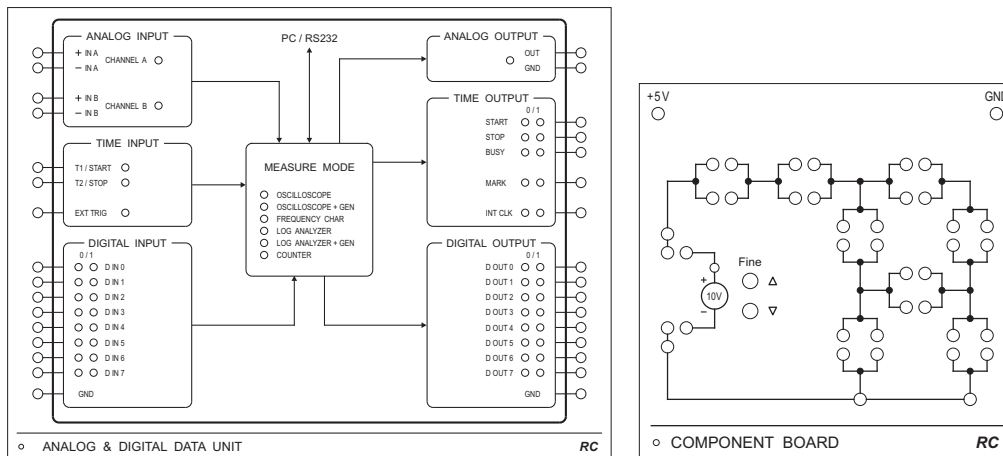 ANALOG INPUT
+ IN A
CHANNEL A
− IN A
+ IN B
CHANNEL B
− IN B
TIME INPUT
T1 / START
T2 / STOP
EXT TRIG
DIGITAL INPUT
0 / 1
D IN 0
D IN 1
D IN 2
D IN 3
D IN 4
D IN 5
D IN 6
D IN 7
GND
PC / RS232
MEASURE MODE
OSCILLOSCOPE
OSCILLOSCOPE + GEN
FREQUENCY CHAR
LOG ANALYZER
LOG ANALYZER + GEN
COUNTER
ANALOG OUTPUT
OUT
GND
TIME OUTPUT
0 / 1
START
STOP
BUSY
MARK
INT CLK
DIGITAL OUTPUT
0 / 1
D OUT 0
D OUT 1
D OUT 2
D OUT 3
D OUT 4
D OUT 5
D OUT 6
D OUT 7
GND
ANALOG & DIGITAL DATA UNIT
RC
+5 V
GND
Fine
+
10V
−
COMPONENT BOARD
RC